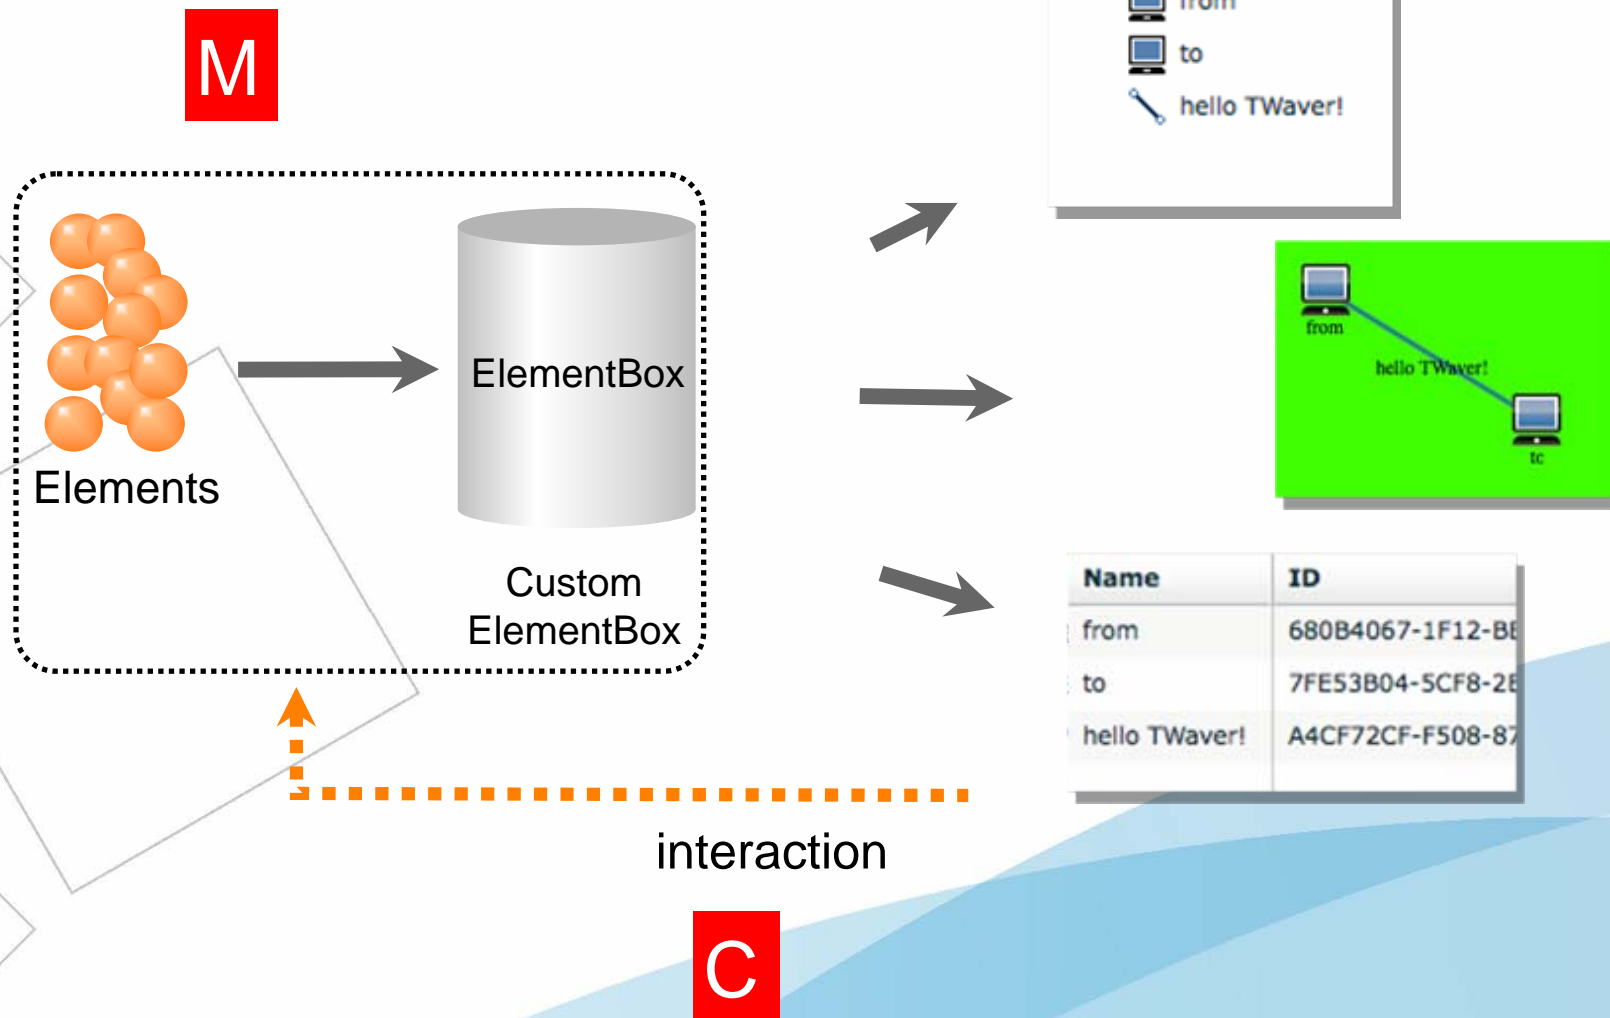 M
from
to
hello TWaver!
Elements
ElementBox
Custom
ElementBox
from
hello TWaver!
tc
Name ID
from 680B4067-1F12-BE
to 7FE53B04-5CF8-2E
hello TWaver! A4CF72CF-F508-87
interaction
C